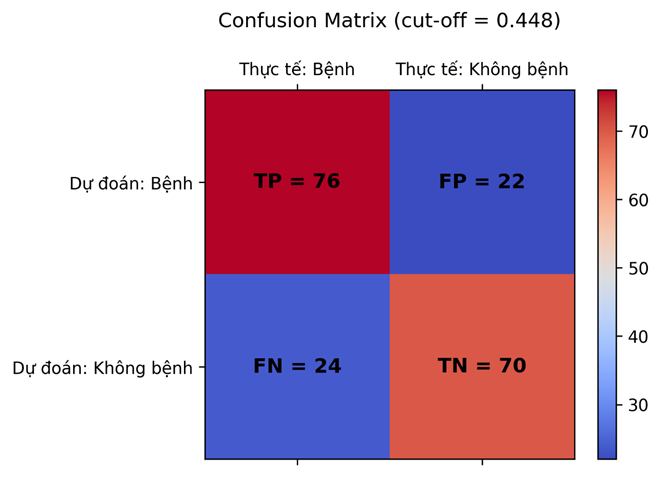 Confusion Matrix (cut-off = 0.448)
Thực tế: Bệnh Thực tế: Không bệnh
Dự đoán: Bệnh TP = 76 FP = 22
Dự đoán: Không bệnh FN = 24 TN = 70
70
60
50
40
30